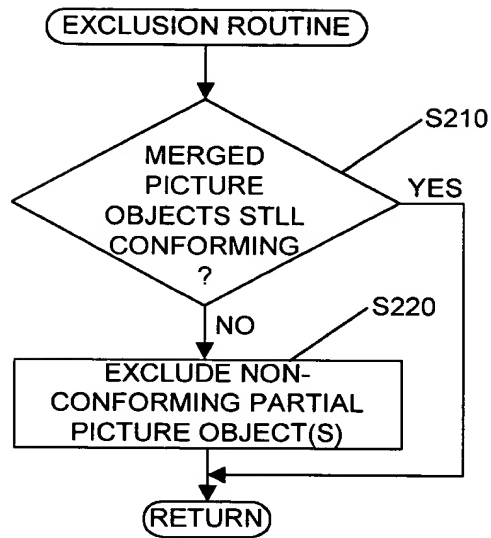 EXCLUSION ROUTINE
S210
MERGED
PICTURE
OBJECTS STLL
CONFORMING
?
YES
NO
S220
EXCLUDE NON-
CONFORMING PARTIAL
PICTURE OBJECT(S)
RETURN